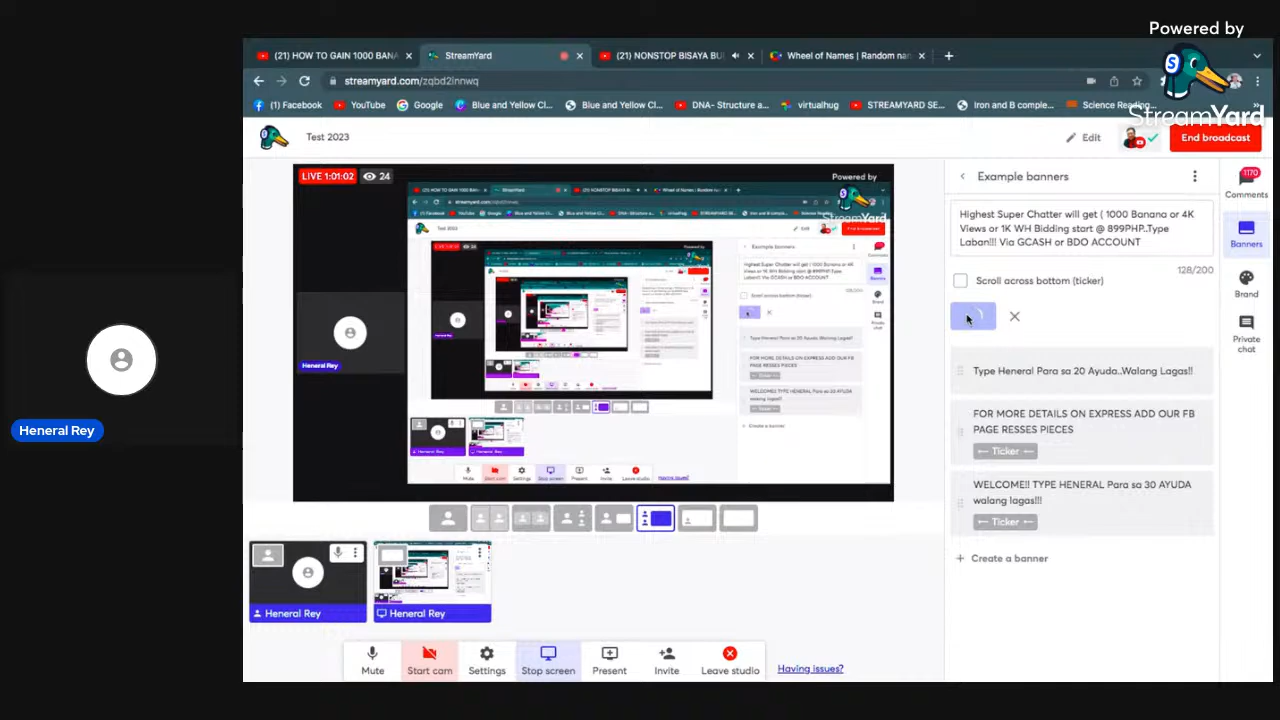 Powered by
StreamYard
(21) HOW TO GAIN 1000 BANA
StreamYard
(21) NONSTOP BISAYA BU
Wheel of Names | Random nam
streamyard.com/zqbd2innwq
(1) Facebook
YouTube
Google
Blue and Yellow Cl...
Blue and Yellow Cl...
DNA- Structure a...
virtualhug
STREAMYARD SE...
Iron and B comple...
Science Reading...
Test 2023
Edit
End broadcast
LIVE 1:01:02
24
Powered by
StreamYard
Heneral Rey
Example banners
Highest Super Chatter will get ( 1000 Banana or 4K
Views or 1K WH Bidding start @ 899PHP.Type
Laban!!! Via GCASH or BDO ACCOUNT
128/200
Scroll across bottom (ticker)
Type Heneral Para sa 20 Ayuda..Walang Lagas!!
FOR MORE DETAILS ON EXPRESS ADD OUR FB
PAGE RESSES PIECES
Ticker
WELCOME!! TYPE HENERAL Para sa 30 AYUDA
walang lagas!!!
Ticker
+ Create a banner
1170
Comments
Banners
Brand
Private
chat
Heneral Rey
Heneral Rey
Heneral Rey
Mute
Start cam
Settings
Stop screen
Present
Invite
Leave studio
Having issues?